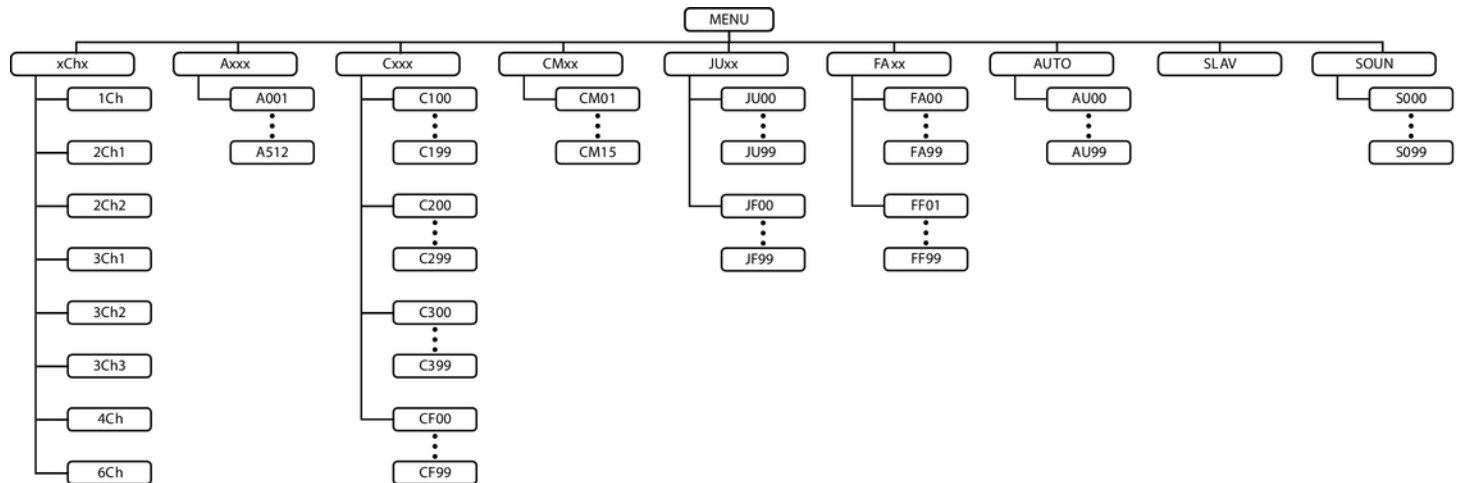 MENU
xChx Axxx Cxxx CMxx JUxx FAxx AUTO SLAV SOUN
1Ch A001 C100 CM01 JU00 FA00 AU00 S000
2Ch1 A512 C199 CM15 JU99 FA99 AU99 S099
2Ch2 C200 JF00 FF01
3Ch1 C299 JF99 FF99
3Ch2 C300
3Ch3 C399
4Ch CF00
6Ch CF99